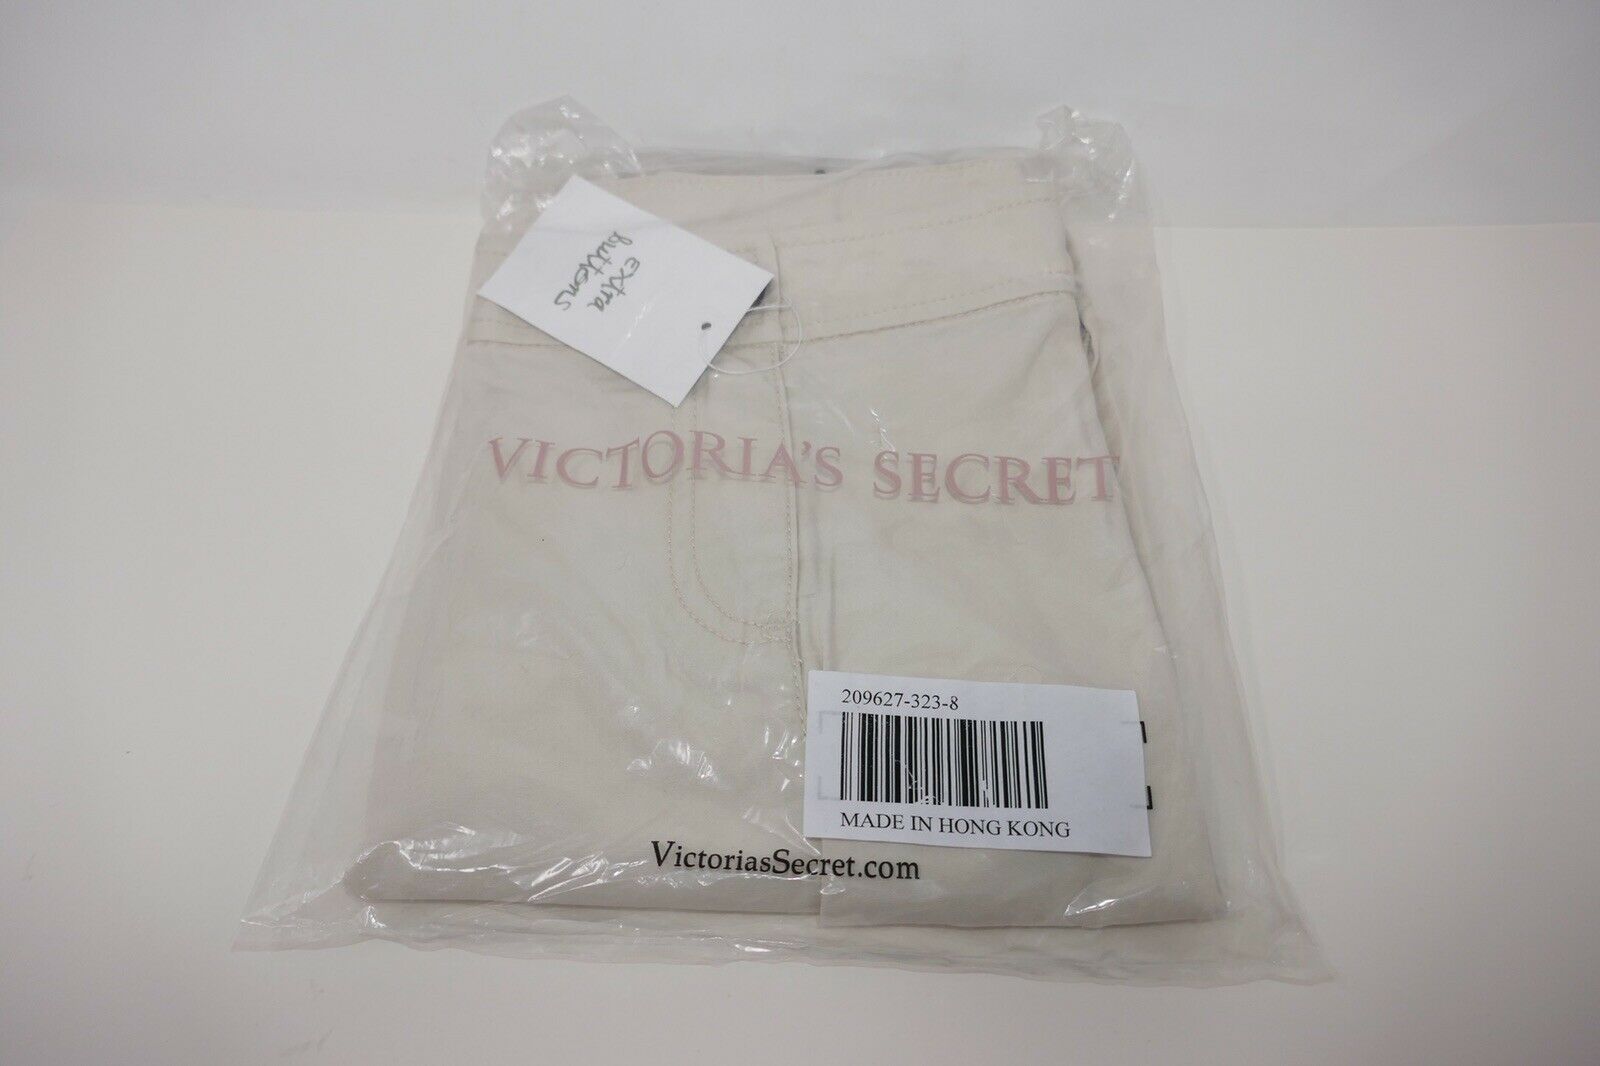 extra
buttons
VICTORIA'S SECRET
209627-323-8
MADE IN HONG KONG
VictoriasSecret.com